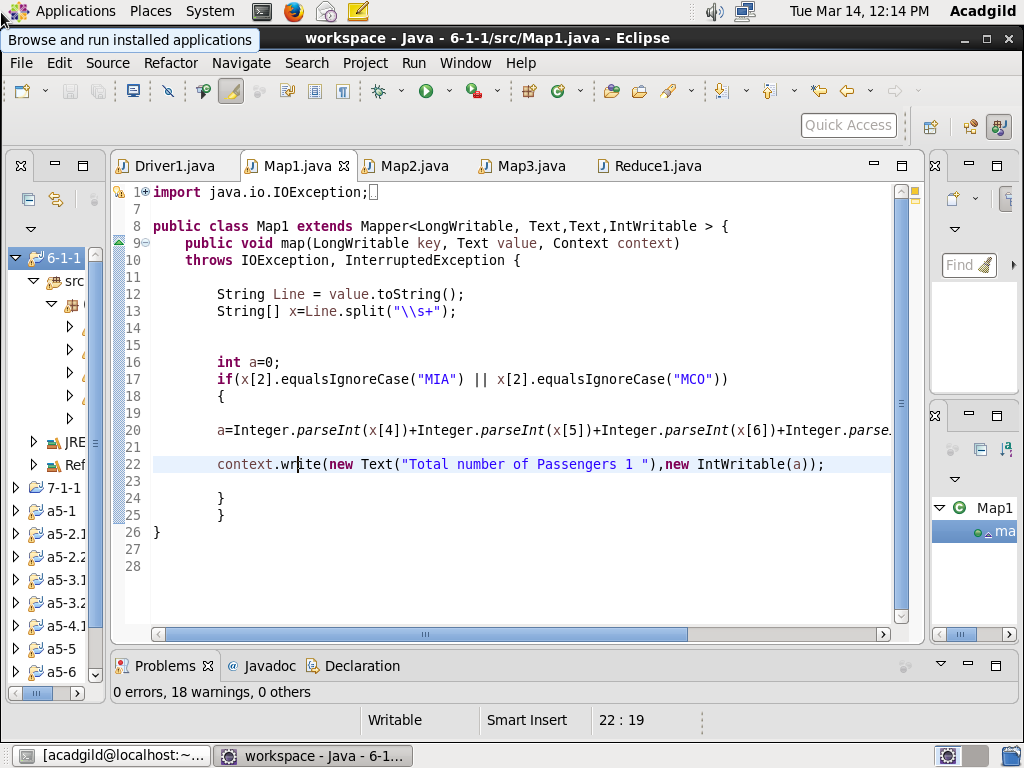 Applications Places System Tue Mar 14, 12:14 PM Acadgild
Browse and run installed applications
workspace - Java - 6-1-1/src/Map1.java - Eclipse
File Edit Source Refactor Navigate Search Project Run Window Help
Quick Access
Driver1.java Map1.java Map2.java Map3.java Reduce1.java
1 import java.io.IOException;
7
8 public class Map1 extends Mapper<LongWritable, Text,Text,IntWritable > {
9 public void map(LongWritable key, Text value, Context context)
10 throws IOException, InterruptedException {
11
12 String Line = value.toString();
13 String[] x=Line.split("\\s+");
14
15
16 int a=0;
17 if(x[2].equalsIgnoreCase("MIA") || x[2].equalsIgnoreCase("MCO"))
18 {
19
20 a=Integer.parseInt(x[4])+Integer.parseInt(x[5])+Integer.parseInt(x[6])+Integer.parse
21
22 context.write(new Text("Total number of Passengers 1 "),new IntWritable(a));
23
24 }
25 }
26 }
27
28
6-1-1
src
JRE
Ref
7-1-1
a5-1
a5-2.1
a5-2.2
a5-3.1
a5-3.2
a5-4.1
a5-5
a5-6
Find
Map1
ma
Problems Javadoc Declaration
0 errors, 18 warnings, 0 others
Writable Smart Insert 22 : 19
[acadgild@localhost:~... workspace - Java - 6-1...